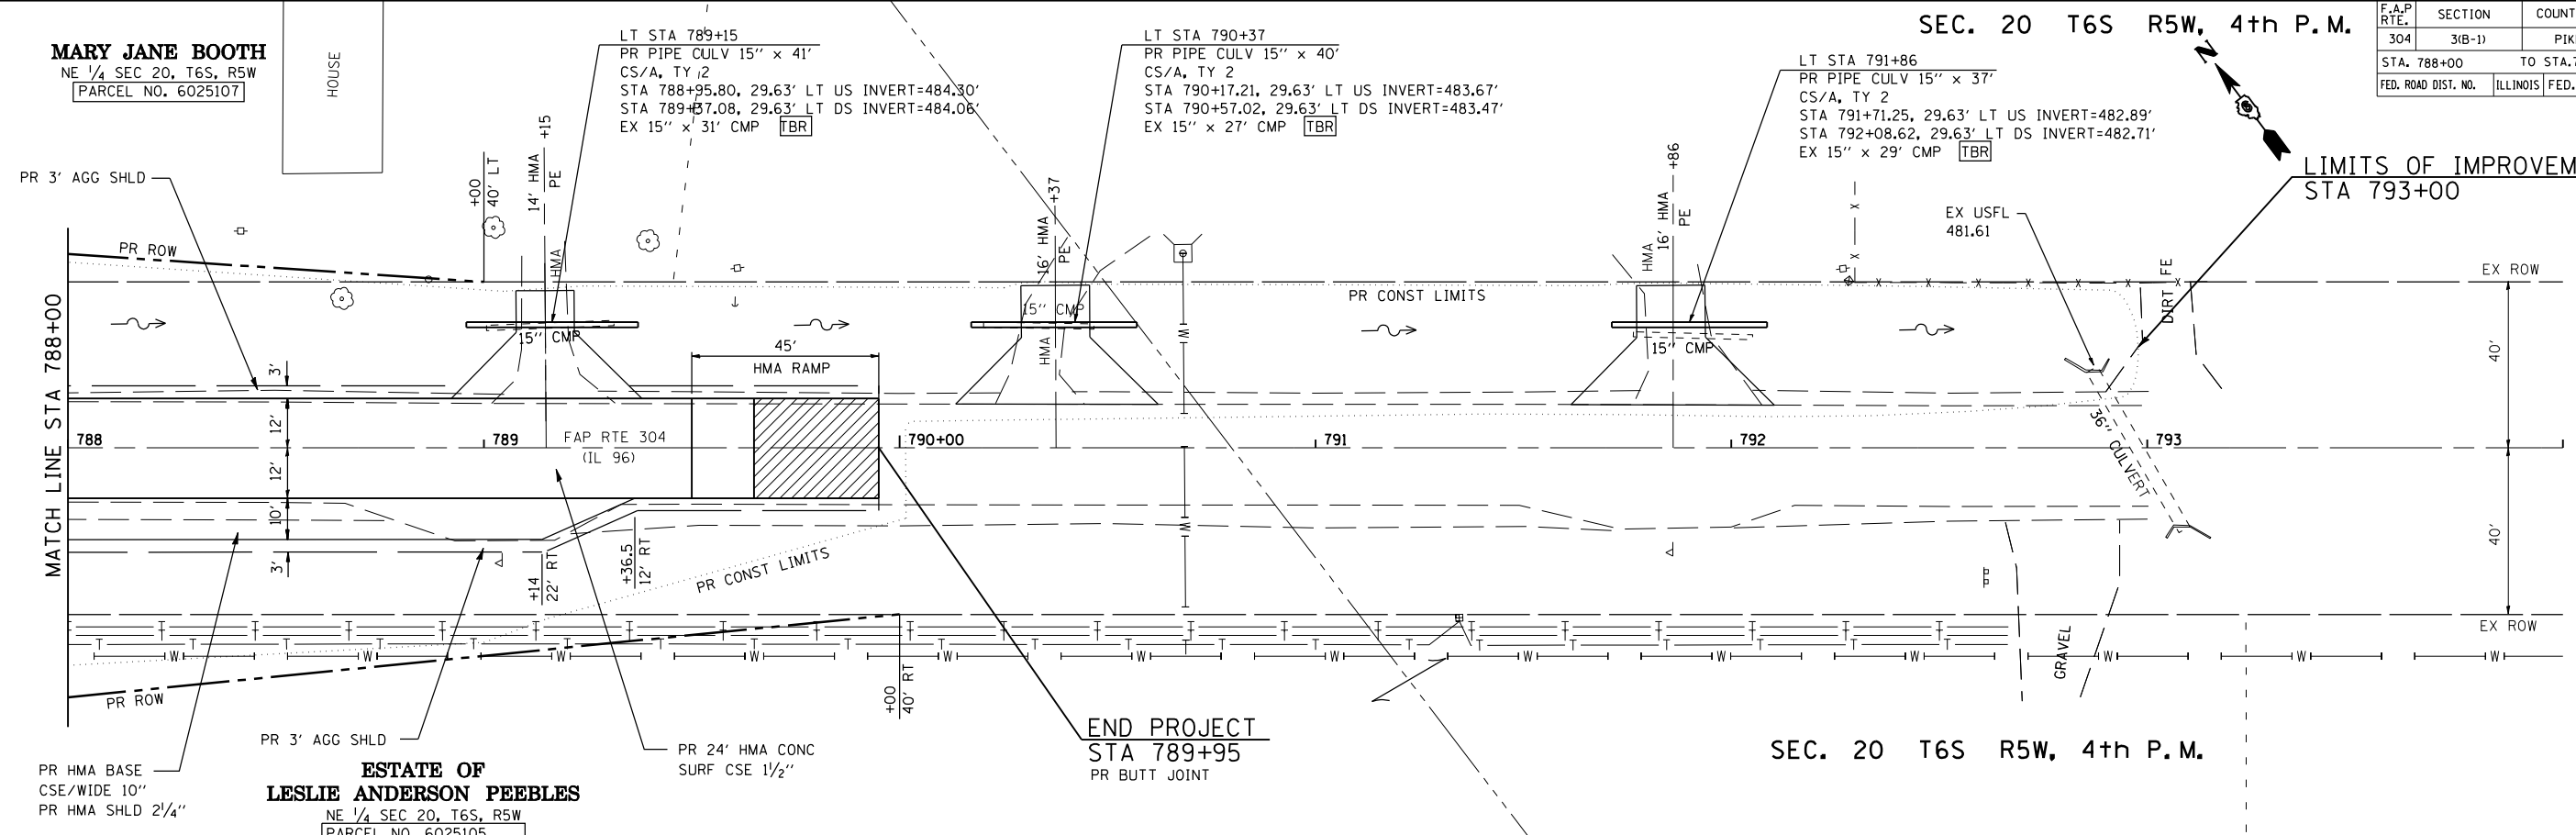 SEC. 20 T6S R5W, 4th P.M.
F.A.P RTE. SECTION COUNT
304 3(B-1) PIK
STA. 788+00 TO STA.7
FED. ROAD DIST. NO. ILLINOIS FED.
MARY JANE BOOTH
NE 1/4 SEC 20, T6S, R5W
PARCEL NO. 6025107
HOUSE
LT STA 789+15
PR PIPE CULV 15" x 41'
CS/A, TY 2
STA 788+95.80, 29.63' LT US INVERT=484.30'
STA 789+37.08, 29.63' LT DS INVERT=484.06'
EX 15" x 31' CMP TBR
LT STA 790+37
PR PIPE CULV 15" x 40'
CS/A, TY 2
STA 790+17.21, 29.63' LT US INVERT=483.67'
STA 790+57.02, 29.63' LT DS INVERT=483.47'
EX 15" x 27' CMP TBR
LT STA 791+86
PR PIPE CULV 15" x 37'
CS/A, TY 2
STA 791+71.25, 29.63' LT US INVERT=482.89'
STA 792+08.62, 29.63' LT DS INVERT=482.71'
EX 15" x 29' CMP TBR
N
LIMITS OF IMPROVEM
STA 793+00
EX USFL
481.61
PR 3' AGG SHLD
+00
40' LT
+15
14' HMA
PE
HMA
+37
16' HMA
PE
+86
16' HMA
PE
HMA
PR ROW
EX ROW
PR CONST LIMITS
DIRT FE
15" CMP
15" CMP
HMA
15" CMP
45'
HMA RAMP
MATCH LINE STA 788+00
3'
12'
12'
10'
3'
40'
40'
788
789
FAP RTE 304
(IL 96)
790+00
791
792
793
36" CULVERT
+14
22' RT
+36.5
12' RT
PR CONST LIMITS
+00
40' RT
EX ROW
GRAVEL
PR ROW
END PROJECT
STA 789+95
PR BUTT JOINT
PR 3' AGG SHLD
PR 24' HMA CONC
SURF CSE 1 1/2"
PR HMA BASE
CSE/WIDE 10"
PR HMA SHLD 2 1/4"
ESTATE OF
LESLIE ANDERSON PEEBLES
NE 1/4 SEC 20, T6S, R5W
PARCEL NO. 6025105
SEC. 20 T6S R5W, 4th P.M.